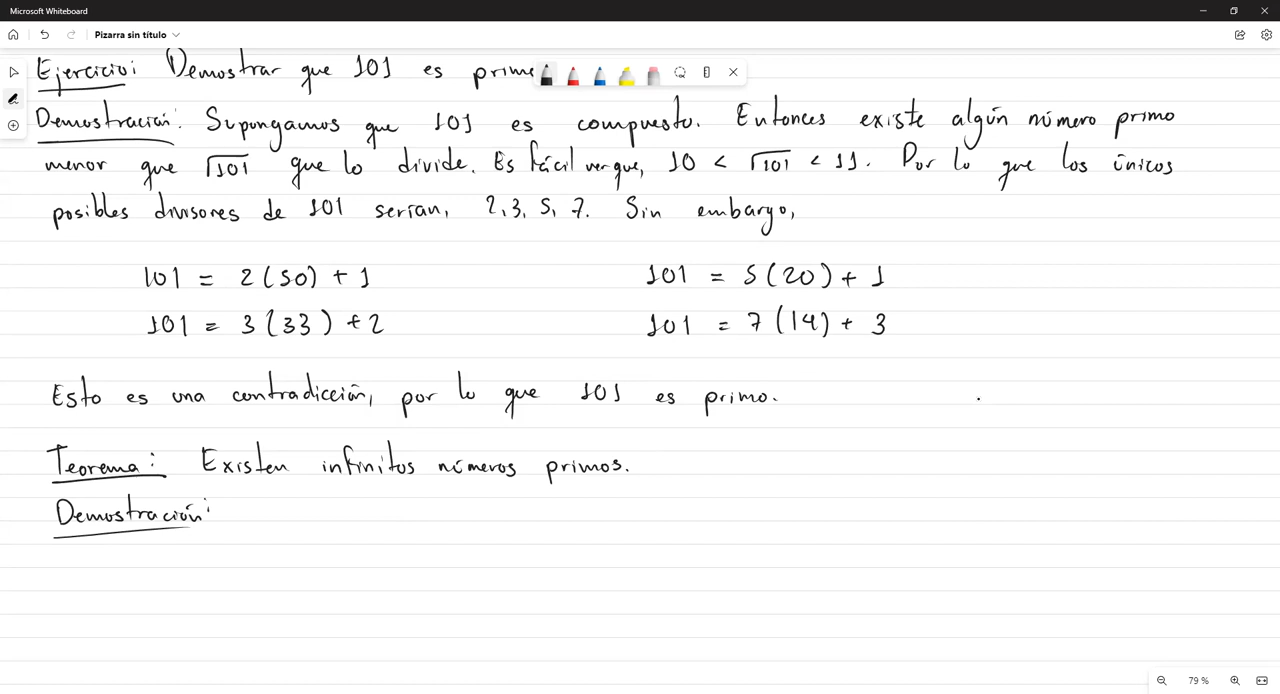 Microsoft Whiteboard
Pizarra sin título
Ejercicio: Demostrar que 101 es primo
Demostración: Supongamos que 101 es compuesto. Entonces existe algún número primo
menor que √101 que lo divide. Es fácil ver que, 10 < √101 < 11. Por lo que los únicos
posibles divisores de 101 serían, 2, 3, 5, 7. Sin embargo,
101 = 2(50) + 1 101 = 5(20) + 1
101 = 3(33) + 2 101 = 7(14) + 3
Esto es una contradicción, por lo que 101 es primo.
Teorema: Existen infinitos números primos.
Demostración:
79 %